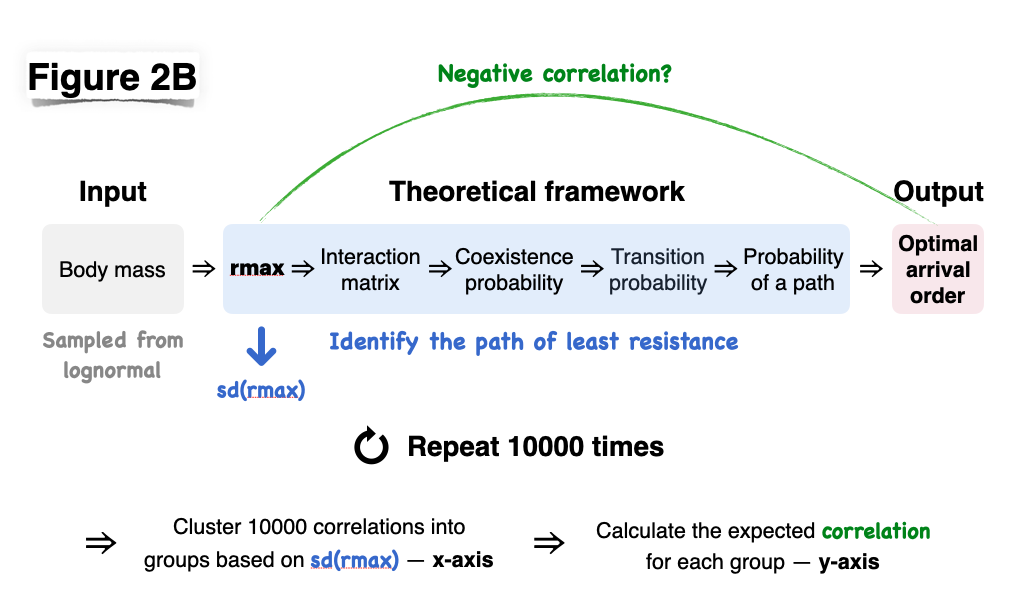 Figure 2B
Negative correlation?
Input
Theoretical framework
Output
Body mass
⇒
rmax
⇒
Interaction
matrix
⇒
Coexistence
probability
⇒
Transition
probability
⇒
Probability
of a path
⇒
Optimal
arrival
order
Sampled from
lognormal
sd(rmax)
Identify the path of least resistance
Repeat 10000 times
⇒
Cluster 10000 correlations into
groups based on sd(rmax) — x-axis
⇒
Calculate the expected correlation
for each group — y-axis